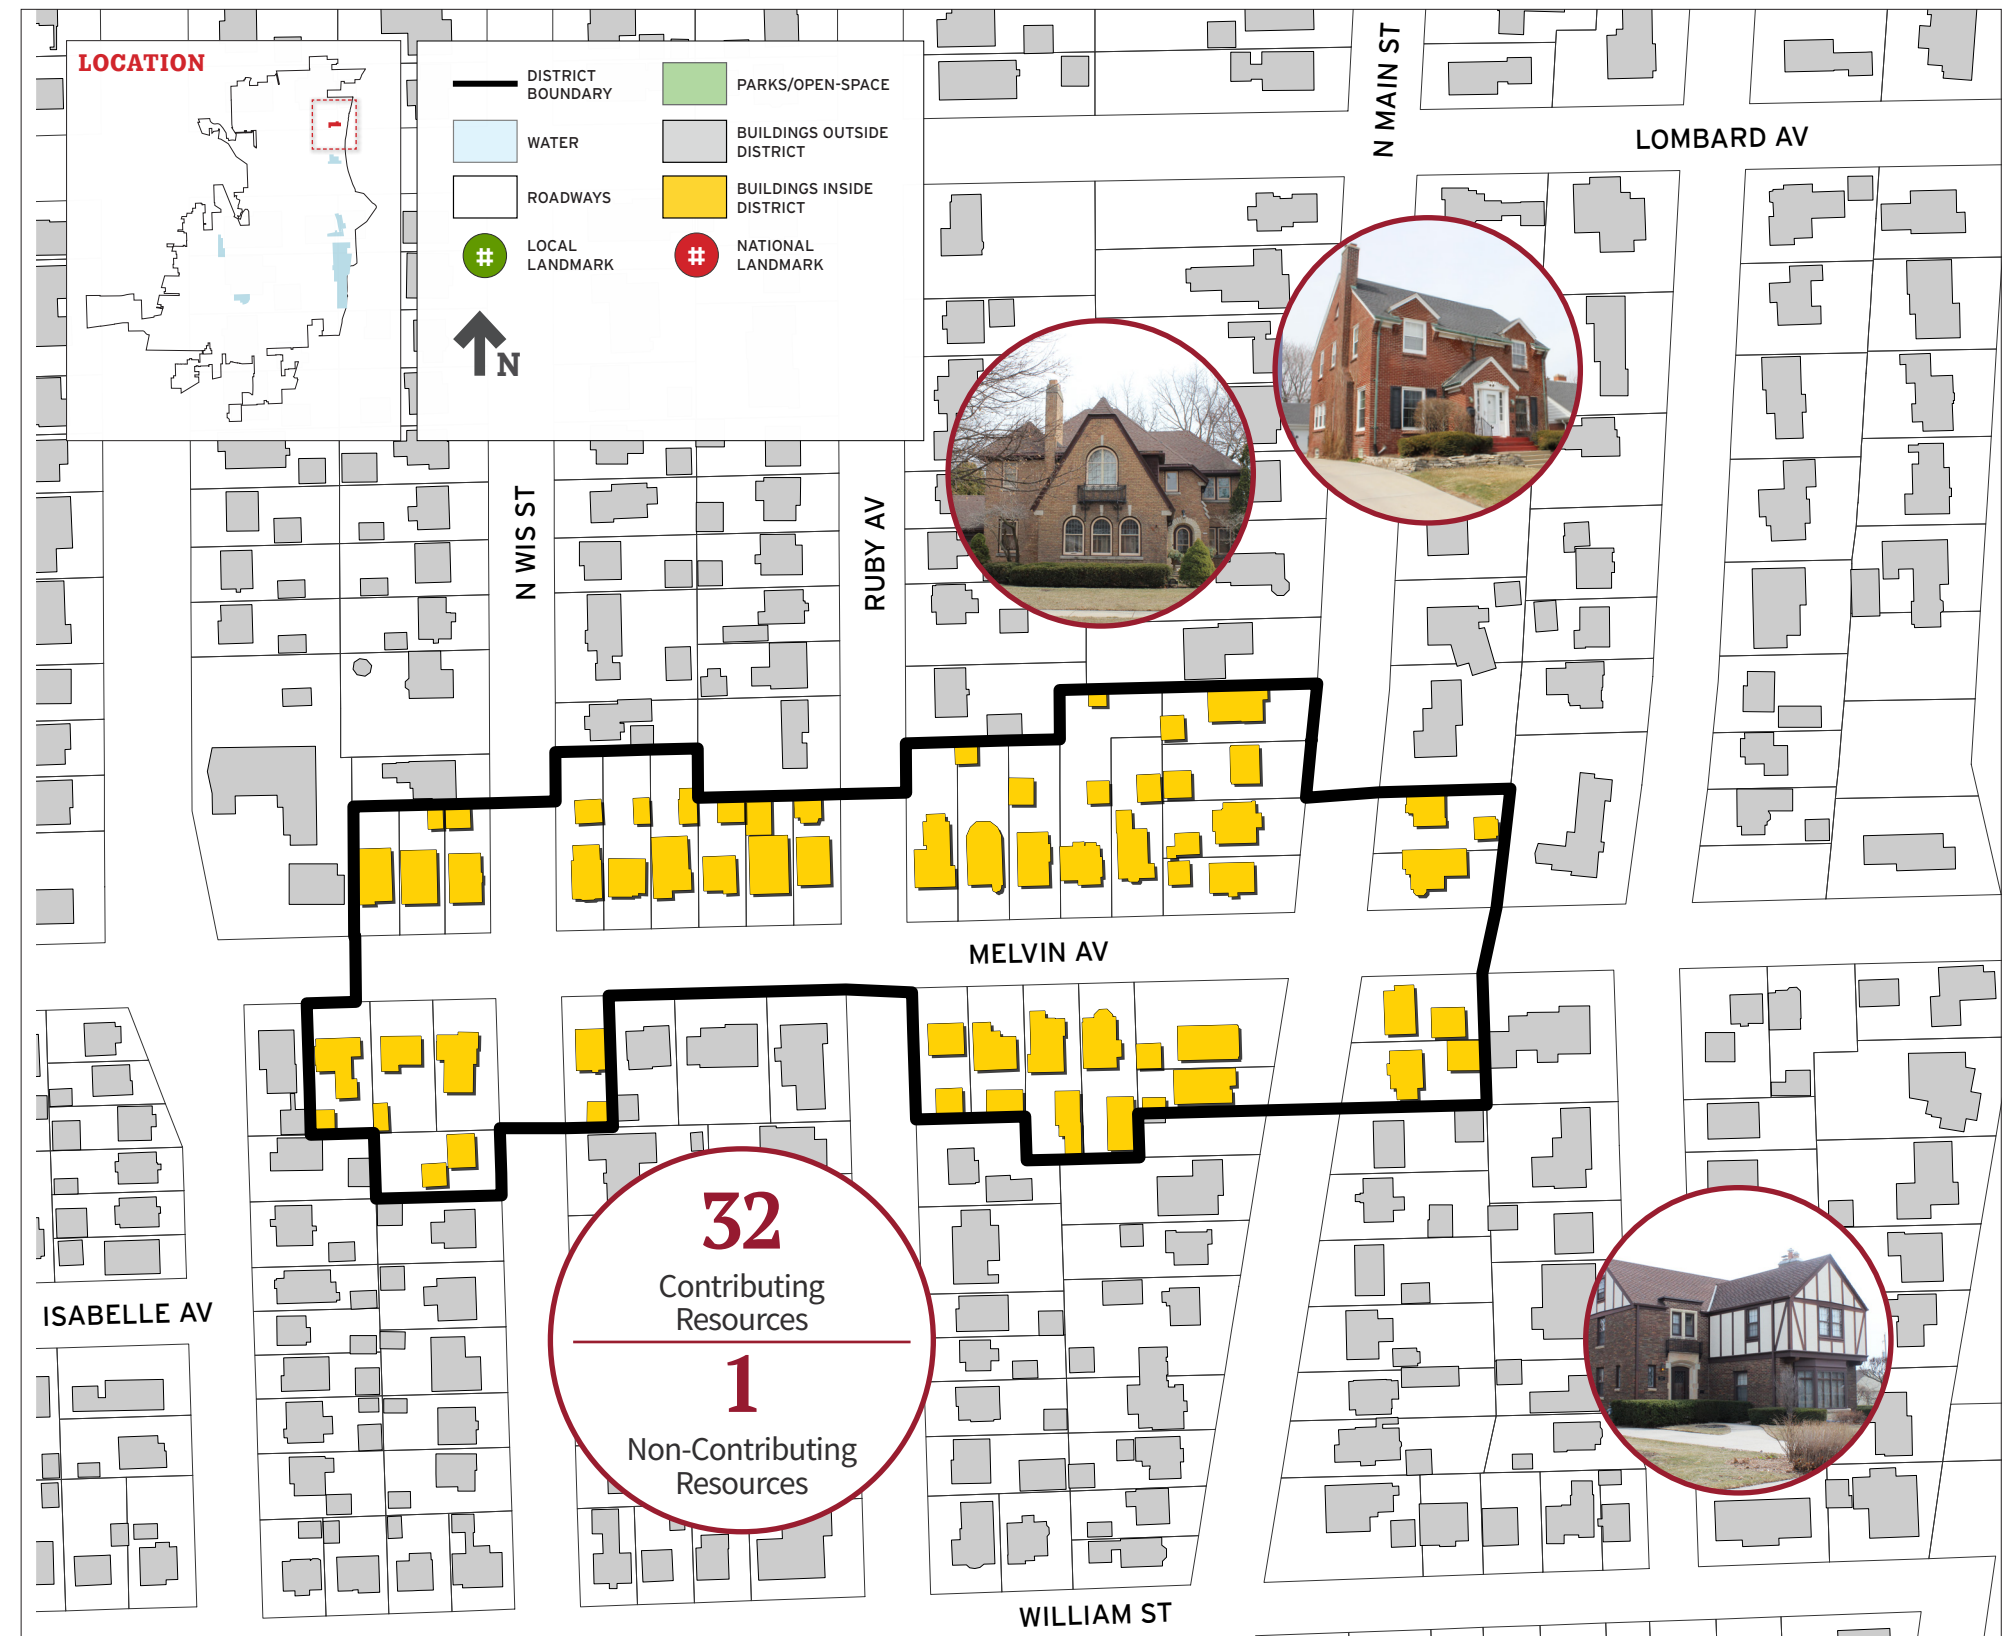 LOCATION
DISTRICT
BOUNDARY
WATER
ROADWAYS
#
LOCAL
LANDMARK
N
PARKS/OPEN-SPACE
BUILDINGS OUTSIDE
DISTRICT
BUILDINGS INSIDE
DISTRICT
#
NATIONAL
LANDMARK
N MAIN ST
LOMBARD AV
N WIS ST
RUBY AV
MELVIN AV
ISABELLE AV
32
Contributing
Resources
1
Non-Contributing
Resources
WILLIAM ST